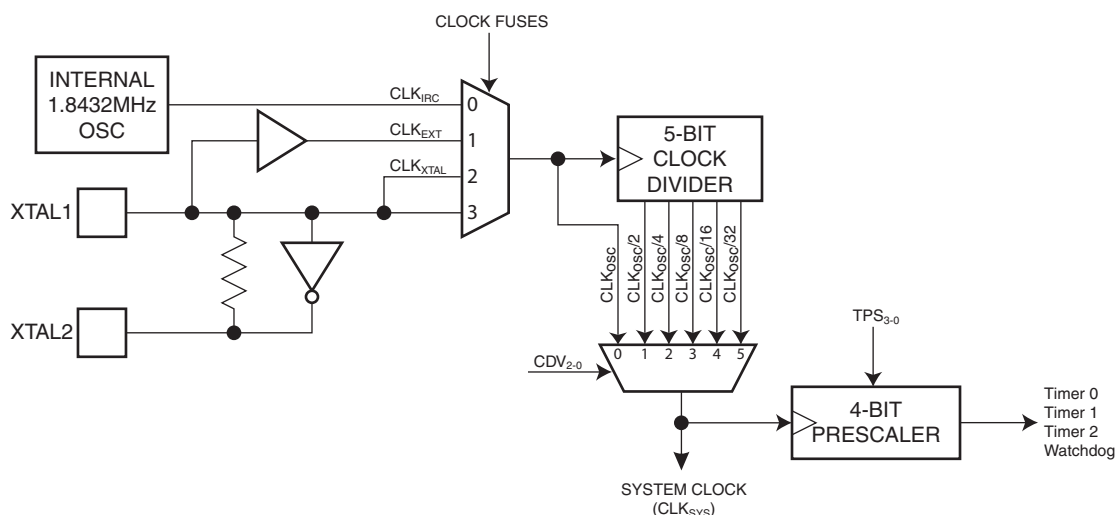 CLOCK FUSES
INTERNAL
1.8432MHz
OSC
CLKIRC
0
CLKEXT
1
CLKXTAL
2
3
XTAL1
XTAL2
5-BIT
CLOCK
DIVIDER
CLKOSC
CLKOSC/2
CLKOSC/4
CLKOSC/8
CLKOSC/16
CLKOSC/32
0 1 2 3 4 5
CDV2-0
TPS3-0
4-BIT
PRESCALER
Timer 0
Timer 1
Timer 2
Watchdog
SYSTEM CLOCK
(CLKSYS)